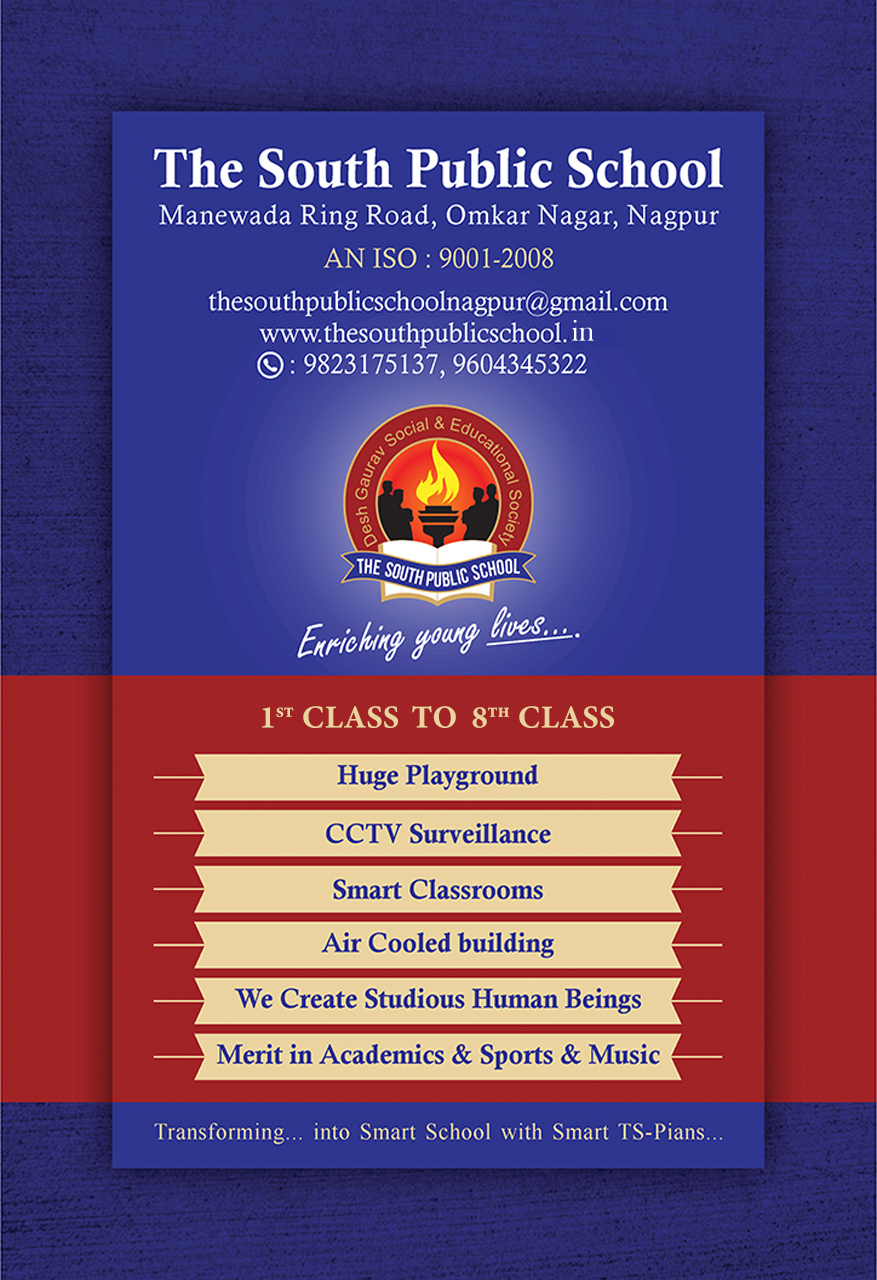 The South Public School
Manewada Ring Road, Omkar Nagar, Nagpur
AN ISO : 9001-2008
thesouthpublicschoolnagpur@gmail.com
www.thesouthpublicschool.in
: 9823175137, 9604345322
Desh Gaurav Social & Educational Society
THE SOUTH PUBLIC SCHOOL
Enriching young lives....
1ST CLASS TO 8TH CLASS
Huge Playground
CCTV Surveillance
Smart Classrooms
Air Cooled building
We Create Studious Human Beings
Merit in Academics & Sports & Music
Transforming... into Smart School with Smart TS-Pians...